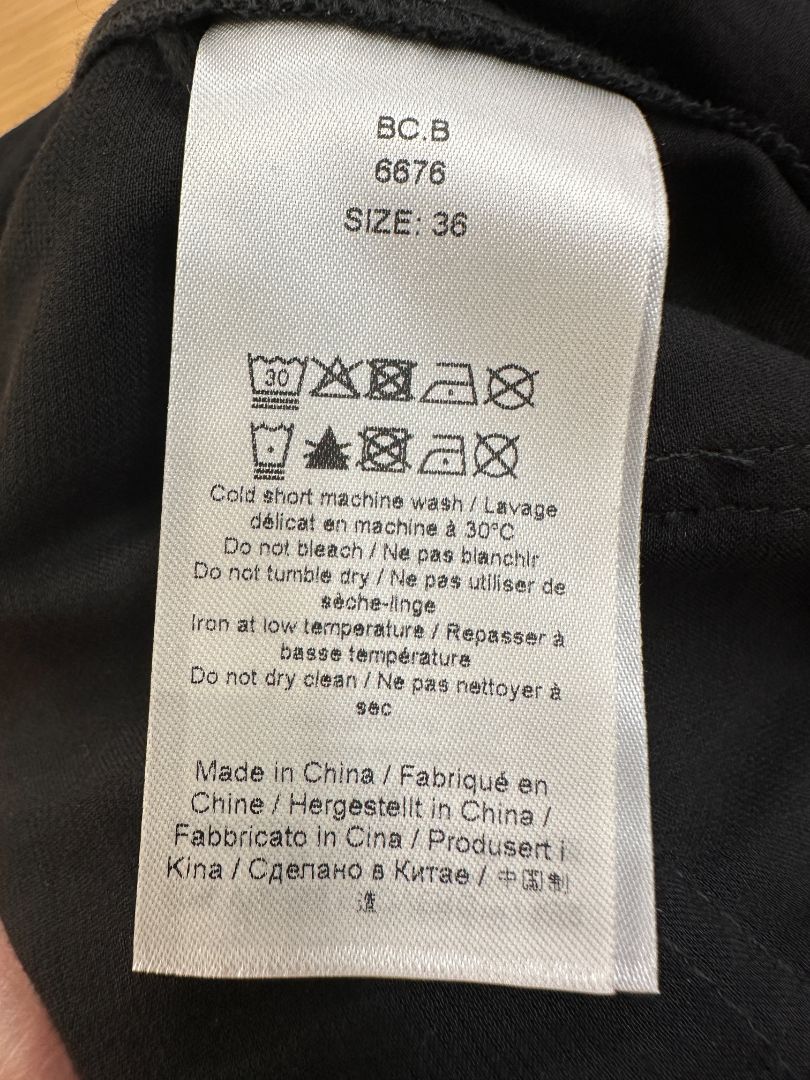 BC.B
6676
SIZE: 36
30
Cold short machine wash / Lavage
délicat en machine à 30°C
Do not bleach / Ne pas blanchir
Do not tumble dry / Ne pas utiliser de
sèche-linge
Iron at low temperature / Repasser à
basse température
Do not dry clean / Ne pas nettoyer à
sec
Made in China / Fabriqué en
Chine / Hergestellt in China /
Fabbricato in Cina / Produsert i
Kina / Сделано в Китае / 中国制
造